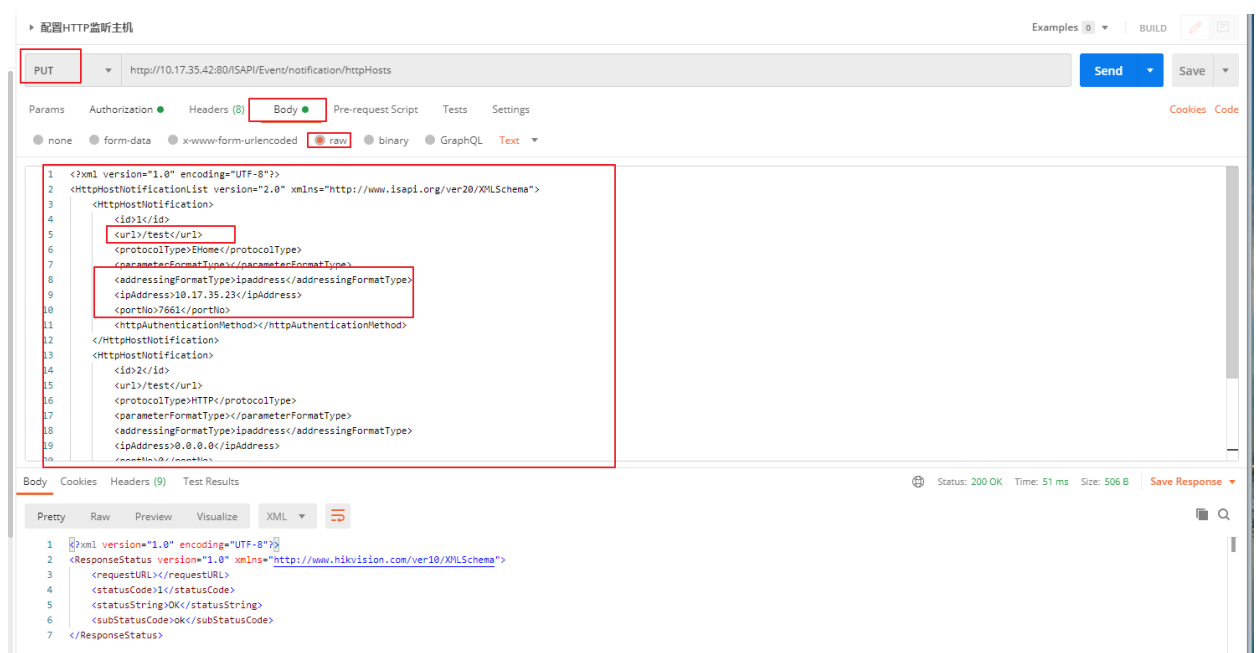 配置HTTP监听主机 Examples 0 BUILD
PUT http://10.17.35.42:80/ISAPI/Event/notification/httpHosts Send Save
Params Authorization Headers (8) Body Pre-request Script Tests Settings Cookies Code
none form-data x-www-form-urlencoded raw binary GraphQL Text
1 <?xml version="1.0" encoding="UTF-8"?>
2 <HttpHostNotificationList version="2.0" xmlns="http://www.isapi.org/ver20/XMLSchema">
3 <HttpHostNotification>
4 <id>1</id>
5 <url>/test</url>
6 <protocolType>EHome</protocolType>
7 <parameterFormatType></parameterFormatType>
8 <addressingFormatType>ipaddress</addressingFormatType>
9 <ipAddress>10.17.35.23</ipAddress>
10 <portNo>7661</portNo>
11 <httpAuthenticationMethod></httpAuthenticationMethod>
12 </HttpHostNotification>
13 <HttpHostNotification>
14 <id>2</id>
15 <url>/test</url>
16 <protocolType>HTTP</protocolType>
17 <parameterFormatType></parameterFormatType>
18 <addressingFormatType>ipaddress</addressingFormatType>
19 <ipAddress>0.0.0.0</ipAddress>
20 <portNo>0</portNo>
Body Cookies Headers (9) Test Results Status: 200 OK Time: 51 ms Size: 506 B Save Response
Pretty Raw Preview Visualize XML
1 <?xml version="1.0" encoding="UTF-8"?>
2 <ResponseStatus version="1.0" xmlns="http://www.hikvision.com/ver10/XMLSchema">
3 <requestURL></requestURL>
4 <statusCode>1</statusCode>
5 <statusString>OK</statusString>
6 <subStatusCode>ok</subStatusCode>
7 </ResponseStatus>